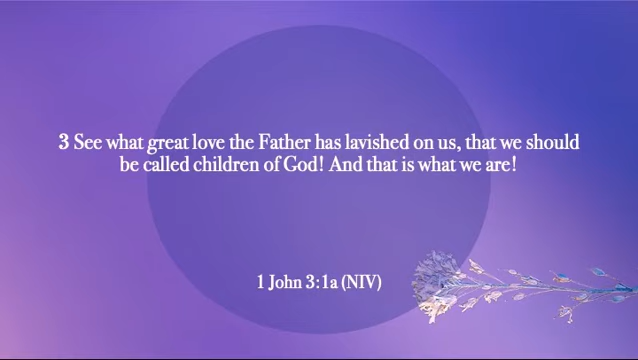 3 See what great love the Father has lavished on us, that we should
be called children of God! And that is what we are!
1 John 3:1a (NIV)